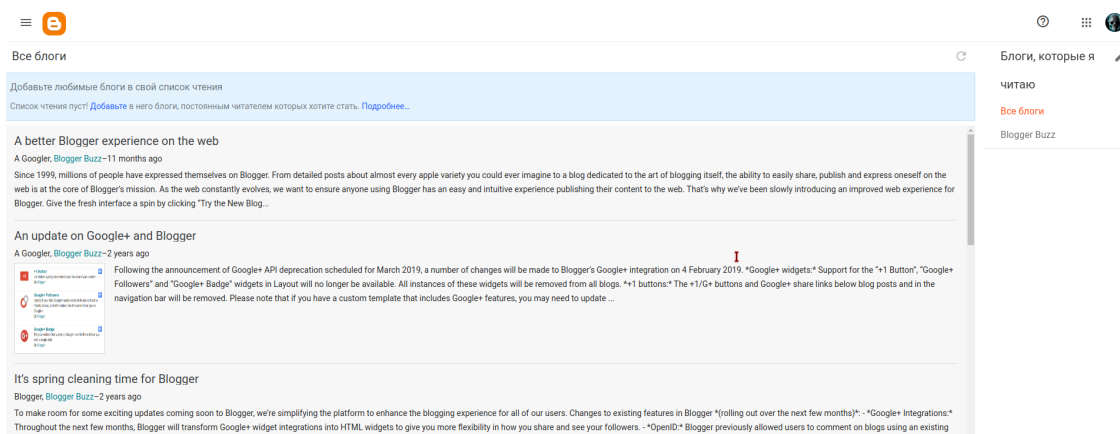 Все блоги
Добавьте любимые блоги в свой список чтения
Список чтения пуст! Добавьте в него блоги, постоянным читателем которых хотите стать. Подробнее…
A better Blogger experience on the web
A Googler, Blogger Buzz–11 months ago
Since 1999, millions of people have expressed themselves on Blogger. From detailed posts about almost every apple variety you could ever imagine to a blog dedicated to the art of blogging itself, the ability to easily share, publish and express oneself on the
web is at the core of Blogger's mission. As the web constantly evolves, we want to ensure anyone using Blogger has an easy and intuitive experience publishing their content to the web. That's why we've been slowly introducing an improved web experience for
Blogger. Give the fresh interface a spin by clicking "Try the New Blog...
An update on Google+ and Blogger
A Googler, Blogger Buzz–2 years ago
Following the announcement of Google+ API deprecation scheduled for March 2019, a number of changes will be made to Blogger's Google+ integration on 4 February 2019. *Google+ widgets:* Support for the "+1 Button", "Google+
Followers" and "Google+ Badge" widgets in Layout will no longer be available. All instances of these widgets will be removed from all blogs. *+1 buttons:* The +1/G+ buttons and Google+ share links below blog posts and in the
navigation bar will be removed. Please note that if you have a custom template that includes Google+ features, you may need to update ...
+1 Button
Google+ Followers
Google+ Badge
It's spring cleaning time for Blogger
Blogger, Blogger Buzz–2 years ago
To make room for some exciting updates coming soon to Blogger, we're simplifying the platform to enhance the blogging experience for all of our users. Changes to existing features in Blogger *(rolling out over the next few months)*: - *Google+ Integrations:*
Throughout the next few months, Blogger will transform Google+ widget integrations into HTML widgets to give you more flexibility in how you share and see your followers. - *OpenID:* Blogger previously allowed users to comment on blogs using an existing
Блоги, которые я
читаю
Все блоги
Blogger Buzz